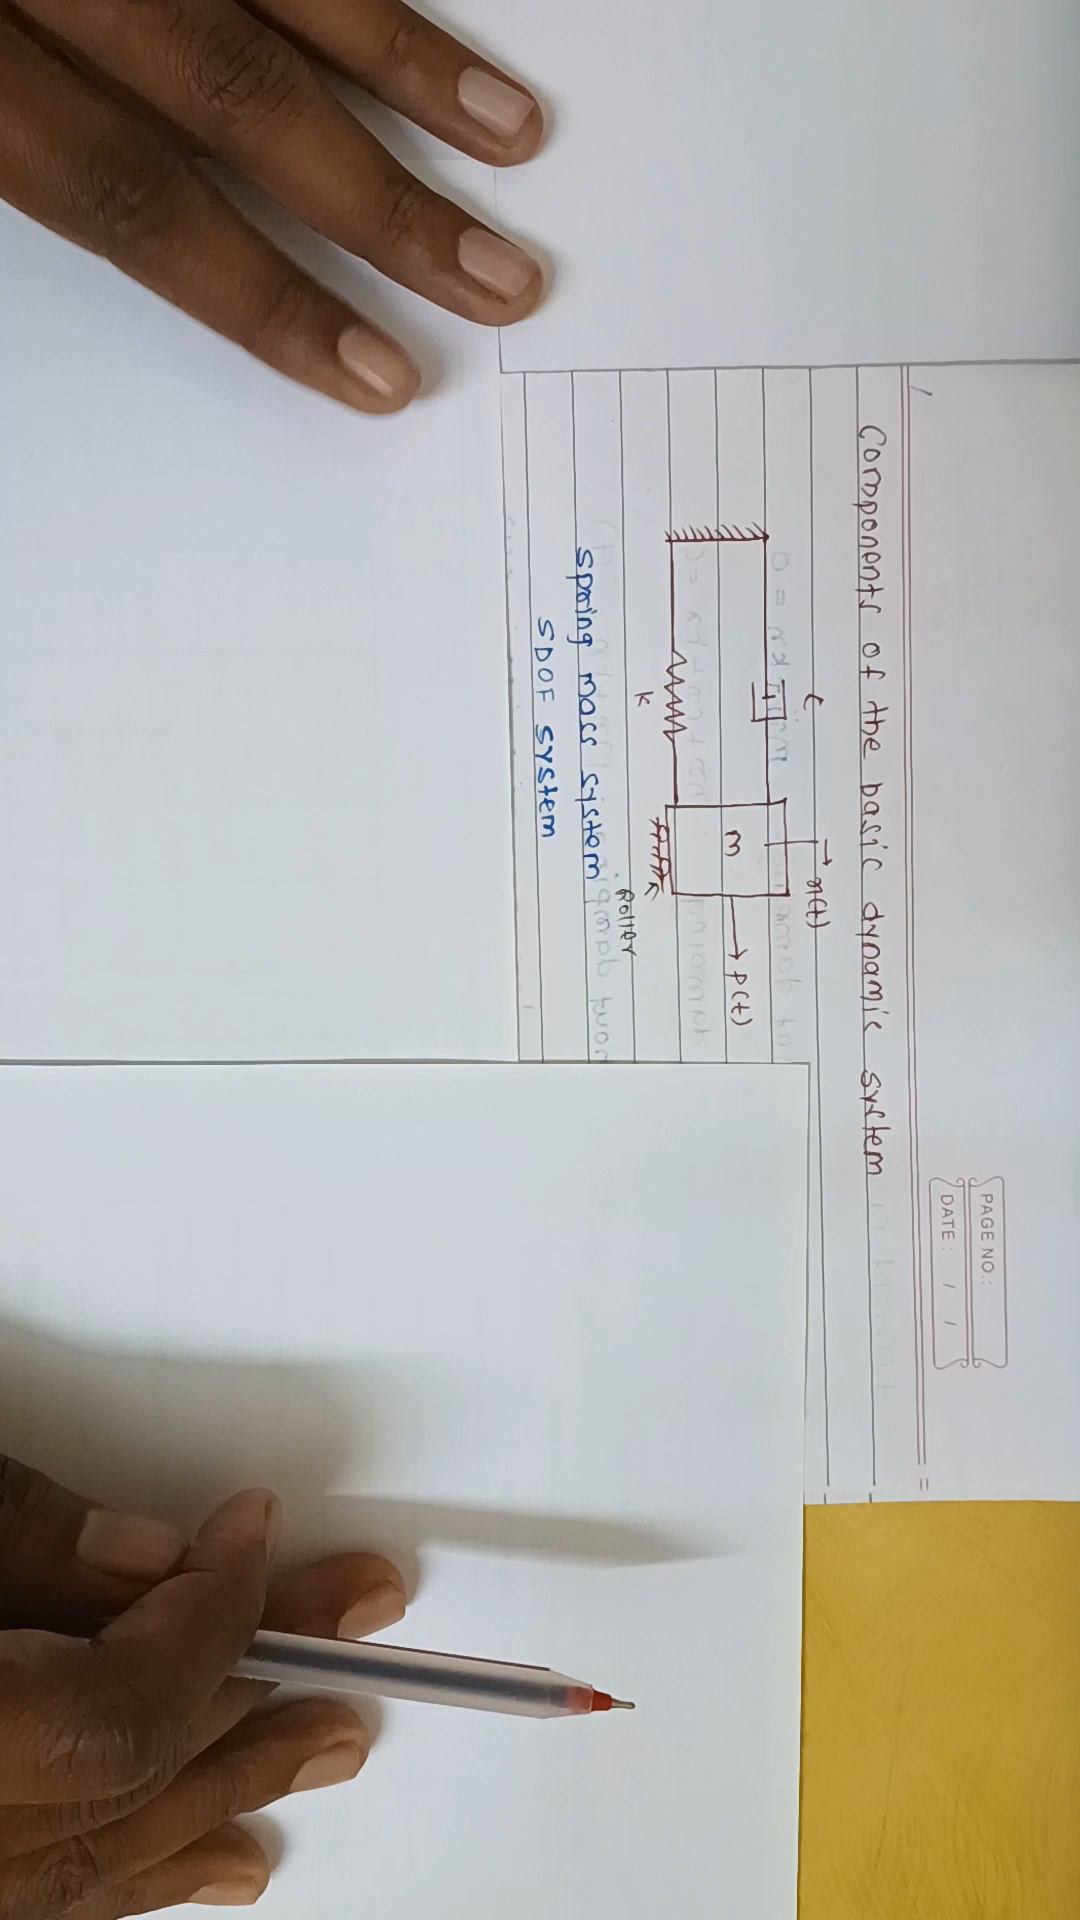 PAGE NO.:
DATE: / /
Components of the basic dynamic system
x(t)
c
m
P(t)
k
Roller
Spring mass system
SDOF System